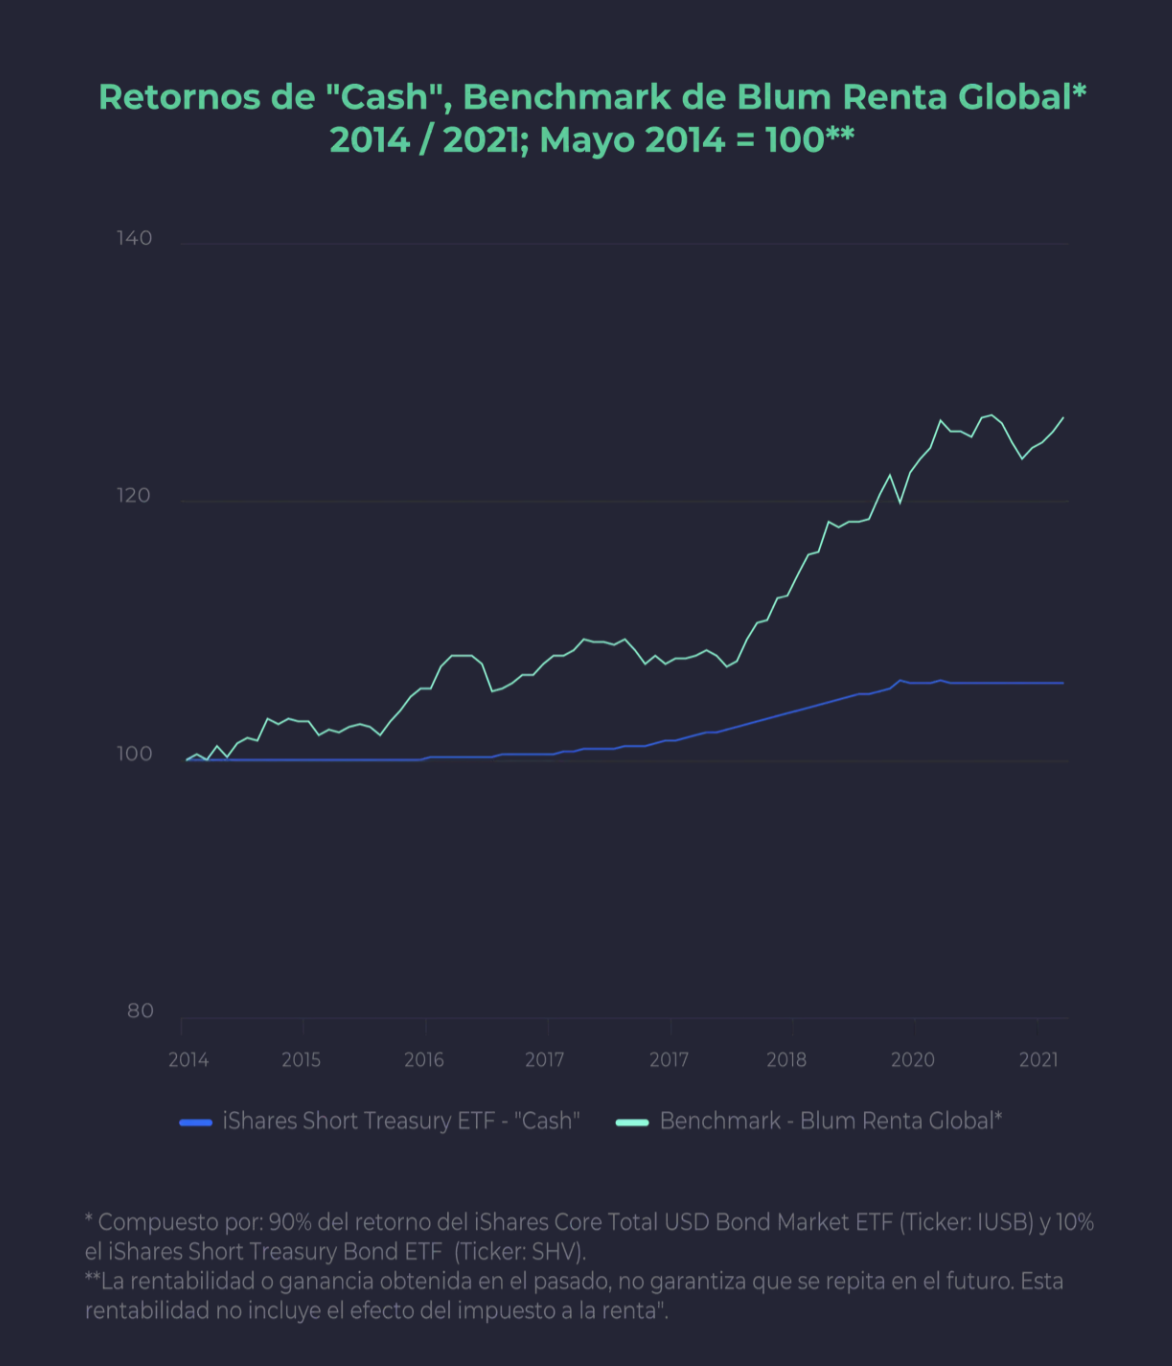 Retornos de "Cash", Benchmark de Blum Renta Global*
2014 / 2021; Mayo 2014 = 100**
140
120
100
80
2014 2015 2016 2017 2017 2018 2020 2021
iShares Short Treasury ETF - "Cash" Benchmark - Blum Renta Global*
* Compuesto por: 90% del retorno del iShares Core Total USD Bond Market ETF (Ticker: IUSB) y 10%
el iShares Short Treasury Bond ETF (Ticker: SHV).
**La rentabilidad o ganancia obtenida en el pasado, no garantiza que se repita en el futuro. Esta
rentabilidad no incluye el efecto del impuesto a la renta".